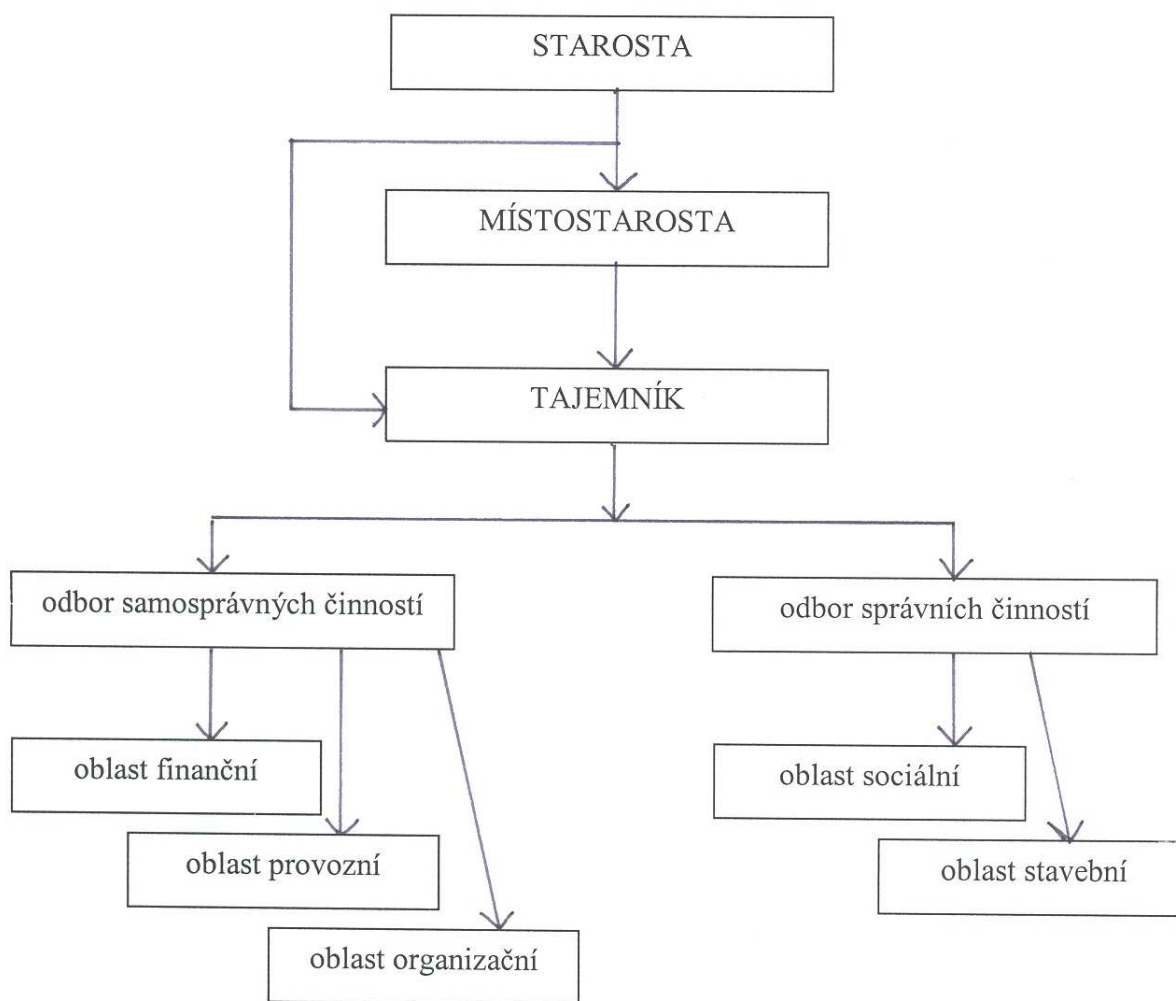 STAROSTA
MÍSTOSTAROSTA
TAJEMNÍK
odbor samosprávných činností
odbor správních činností
oblast finanční
oblast sociální
oblast provozní
oblast stavební
oblast organizační